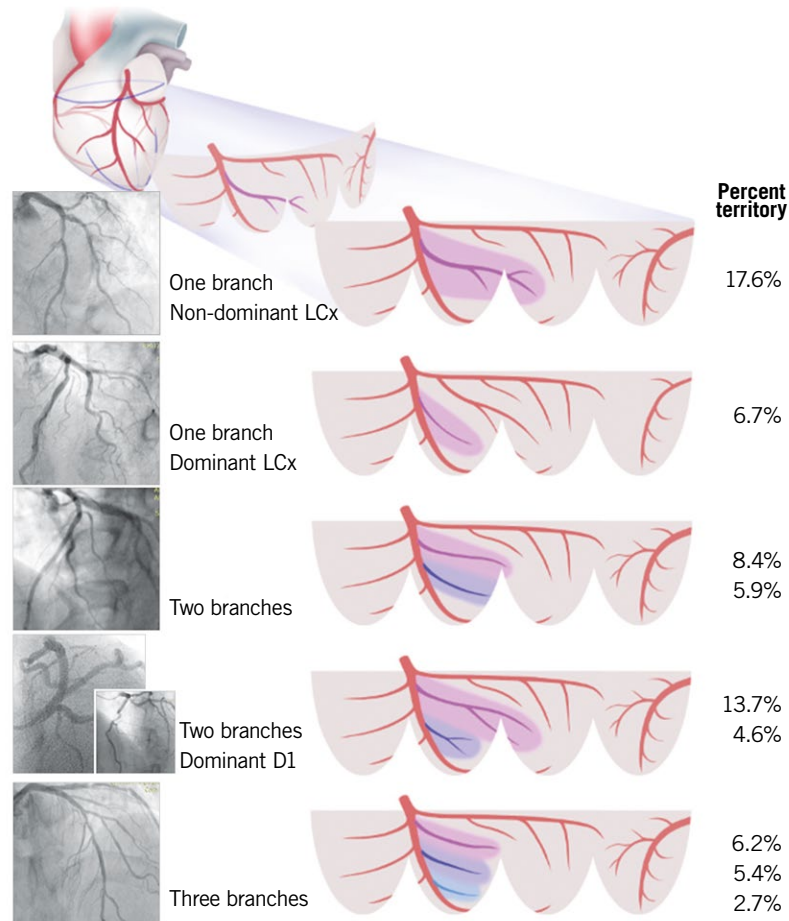 Percent
territory
One branch
Non-dominant LCx
17.6%
One branch
Dominant LCx
6.7%
Two branches
8.4%
5.9%
Two branches
Dominant D1
13.7%
4.6%
Three branches
6.2%
5.4%
2.7%